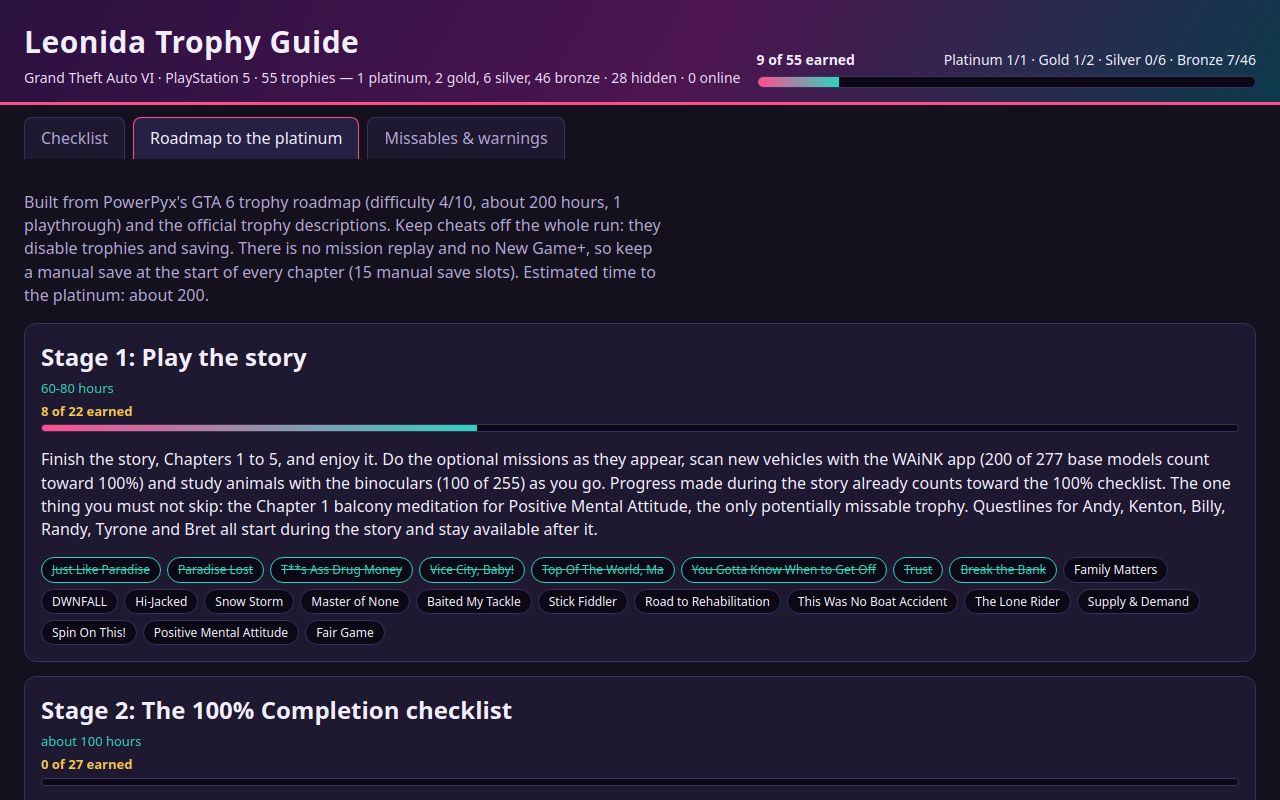 Leonida Trophy Guide
Grand Theft Auto VI · PlayStation 5 · 55 trophies — 1 platinum, 2 gold, 6 silver, 46 bronze · 28 hidden · 0 online
9 of 55 earned
Platinum 1/1 · Gold 1/2 · Silver 0/6 · Bronze 7/46
Checklist
Roadmap to the platinum
Missables & warnings
Built from PowerPyx's GTA 6 trophy roadmap (difficulty 4/10, about 200 hours, 1
playthrough) and the official trophy descriptions. Keep cheats off the whole run: they
disable trophies and saving. There is no mission replay and no New Game+, so keep
a manual save at the start of every chapter (15 manual save slots). Estimated time to
the platinum: about 200.
Stage 1: Play the story
60-80 hours
8 of 22 earned
Finish the story, Chapters 1 to 5, and enjoy it. Do the optional missions as they appear, scan new vehicles with the WAiNK app (200 of 277 base models count
toward 100%) and study animals with the binoculars (100 of 255) as you go. Progress made during the story already counts toward the 100% checklist. The one
thing you must not skip: the Chapter 1 balcony meditation for Positive Mental Attitude, the only potentially missable trophy. Questlines for Andy, Kenton, Billy,
Randy, Tyrone and Bret all start during the story and stay available after it.
Just Like Paradise Paradise Lost T**s Ass Drug Money Vice City, Baby! Top Of The World, Ma You Gotta Know When to Get Off Trust Break the Bank Family Matters
DWNFALL Hi-Jacked Snow Storm Master of None Baited My Tackle Stick Fiddler Road to Rehabilitation This Was No Boat Accident The Lone Rider Supply & Demand
Spin On This! Positive Mental Attitude Fair Game
Stage 2: The 100% Completion checklist
about 100 hours
0 of 27 earned